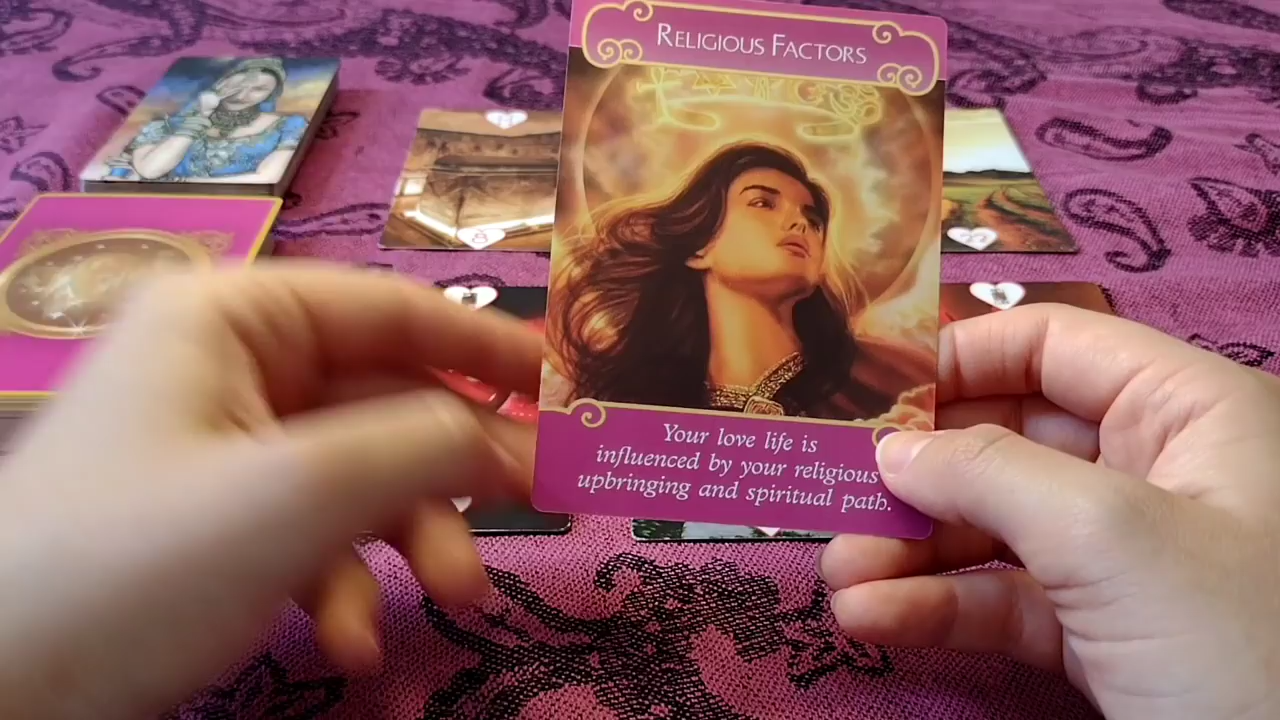 RELIGIOUS FACTORS
Your love life is
influenced by your religious
upbringing and spiritual path.